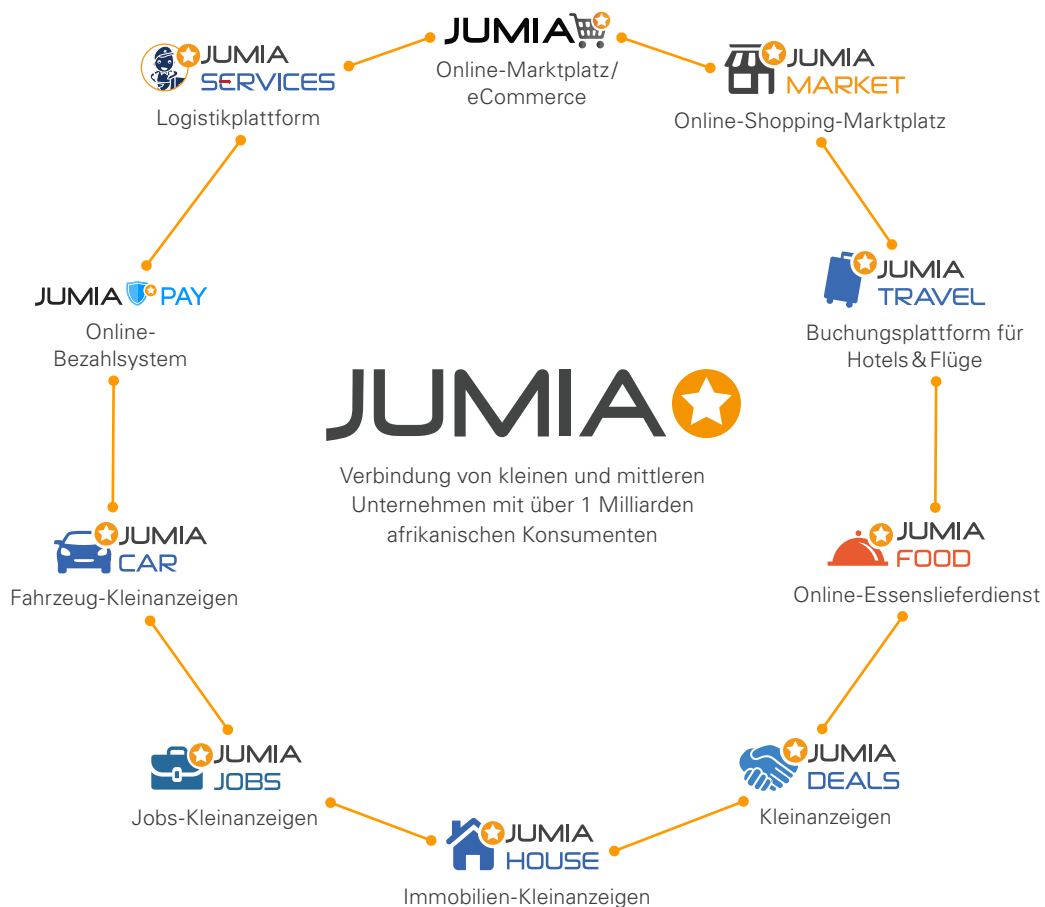 JUMIA
Online-Marktplatz/
eCommerce
JUMIA
MARKET
Online-Shopping-Marktplatz
JUMIA
TRAVEL
Buchungsplattform für
Hotels & Flüge
JUMIA
FOOD
Online-Essenslieferdienst
JUMIA
DEALS
Kleinanzeigen
JUMIA
HOUSE
Immobilien-Kleinanzeigen
JUMIA
JOBS
Jobs-Kleinanzeigen
JUMIA
CAR
Fahrzeug-Kleinanzeigen
JUMIA PAY
Online-
Bezahlsystem
JUMIA
SERVICES
Logistikplattform
JUMIA
Verbindung von kleinen und mittleren
Unternehmen mit über 1 Milliarden
afrikanischen Konsumenten